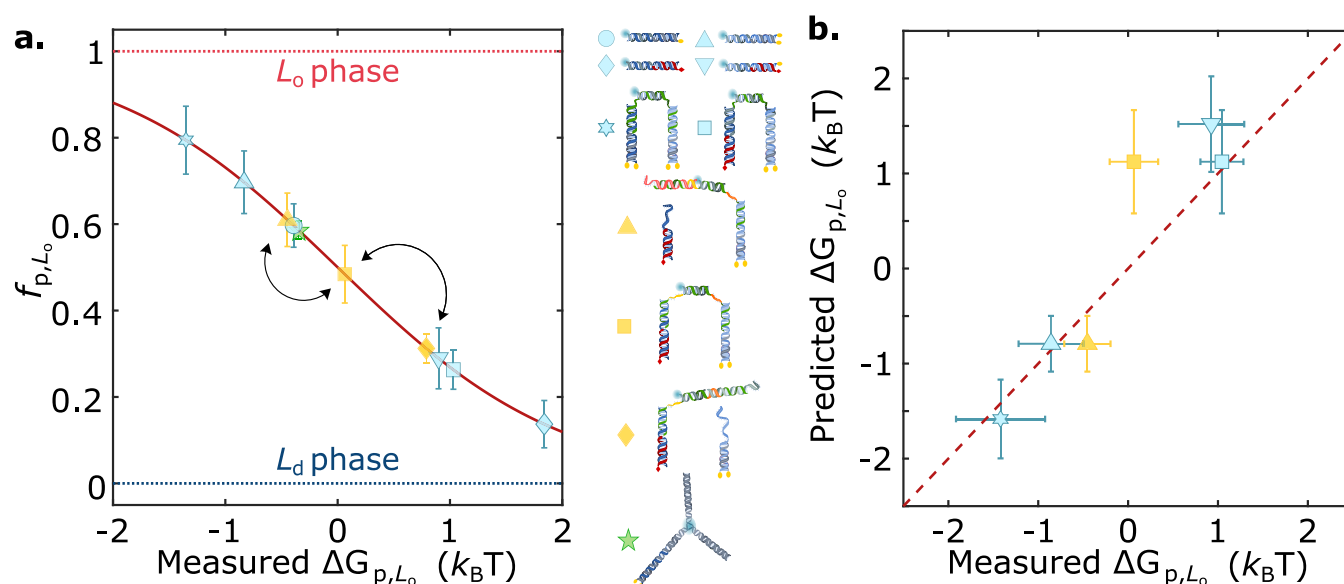 a.
1
0.8
0.6
0.4
0.2
0
f p,Lo
Lo phase
Ld phase
-2 -1 0 1 2
Measured ΔGp,Lo (kBT)
b.
2
1
0
-1
-2
Predicted ΔGp,Lo (kBT)
-2 -1 0 1 2
Measured ΔGp,Lo (kBT)